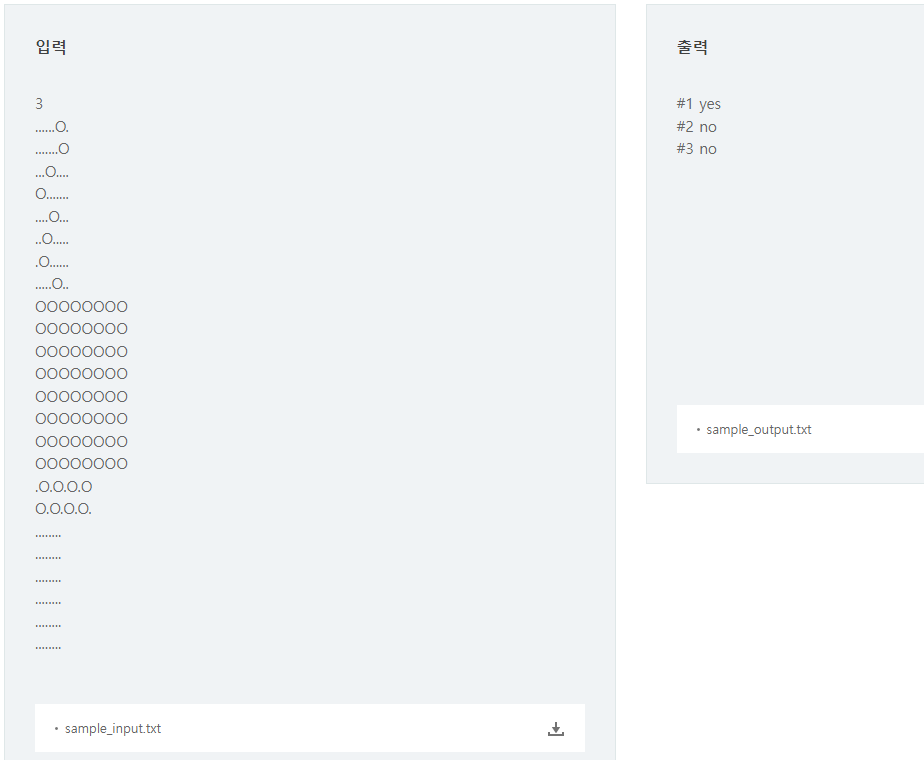 입력
3
......O.
.......O
...O....
O.......
....O...
..O.....
.O......
.....O..
OOOOOOOO
OOOOOOOO
OOOOOOOO
OOOOOOOO
OOOOOOOO
OOOOOOOO
OOOOOOOO
OOOOOOOO
.O.O.O.O
O.O.O.O.
........
........
........
........
........
........
• sample_input.txt
출력
#1 yes
#2 no
#3 no
• sample_output.txt